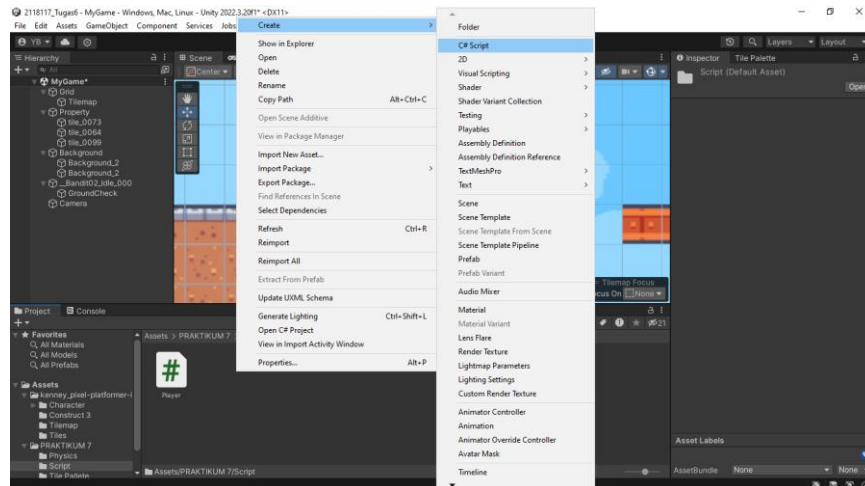 2118117_Tugas6 - MyGame - Windows, Mac, Linux - Unity 2022.3.20f1* <DX11>
File Edit Assets GameObject Component Services Jobs
YB
Layers
Layout
Hierarchy
All
MyGame*
Grid
Tilemap
Property
tile_0073
tile_0064
tile_0099
Background
Background_2
Background_2
__Bandit02_Idle_000
GroundCheck
Camera
Scene
Center
Create
Show in Explorer
Open
Delete
Rename
Copy Path Alt+Ctrl+C
Open Scene Additive
View in Package Manager
Import New Asset...
Import Package
Export Package...
Find References In Scene
Select Dependencies
Refresh Ctrl+R
Reimport
Reimport All
Extract From Prefab
Update UXML Schema
Generate Lighting Ctrl+Shift+L
Open C# Project
View in Import Activity Window
Properties... Alt+P
Folder
C# Script
2D
Visual Scripting
Shader
Shader Variant Collection
Testing
Playables
Assembly Definition
Assembly Definition Reference
TextMeshPro
Text
Scene
Scene Template
Scene Template From Scene
Scene Template Pipeline
Prefab
Prefab Variant
Audio Mixer
Material
Material Variant
Lens Flare
Render Texture
Lightmap Parameters
Lighting Settings
Custom Render Texture
Animator Controller
Animation
Animator Override Controller
Avatar Mask
Timeline
Tilemap Focus
cus On None
Inspector Tile Palette
Script (Default Asset)
Open
Project Console
21
Favorites
All Materials
All Models
All Prefabs
Assets
kenney_pixel-platformer-i
Character
Construct 3
Tilemap
Tiles
PRAKTIKUM 7
Physics
Script
Tile Pallete
Assets > PRAKTIKUM 7
#
Player
Assets/PRAKTIKUM 7/Script
Asset Labels
AssetBundle None None